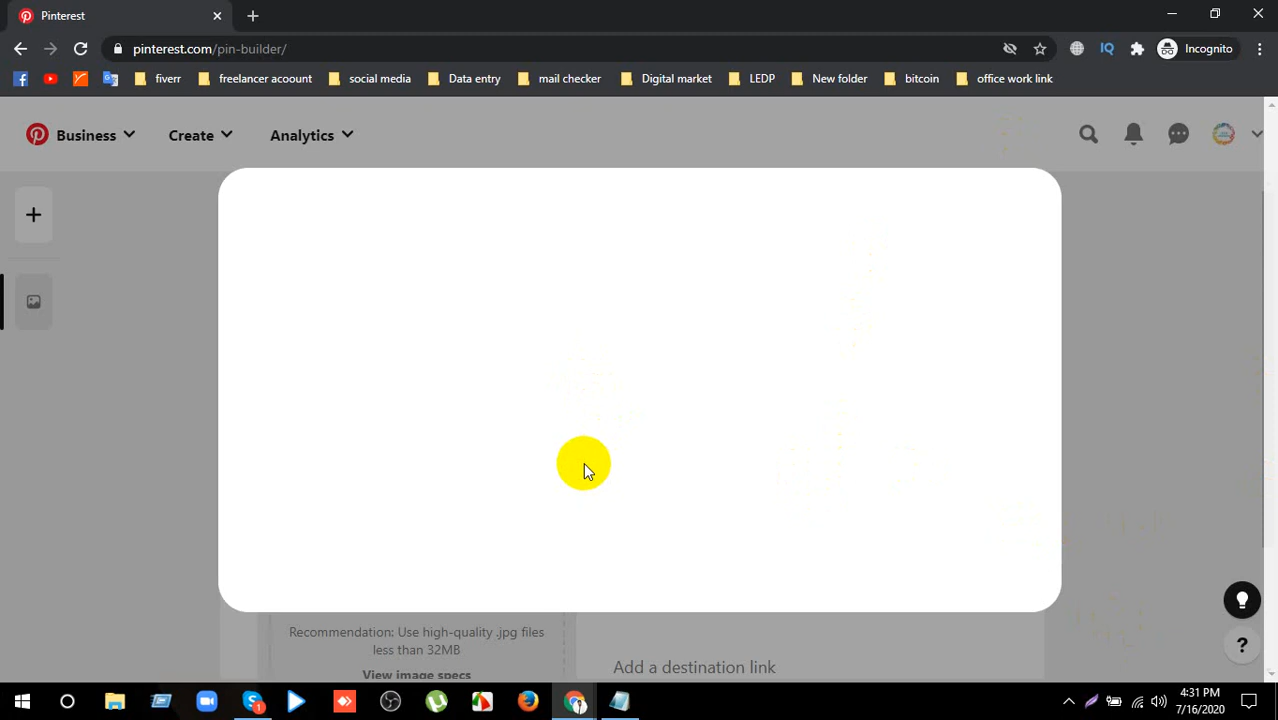 Pinterest
pinterest.com/pin-builder/
Incognito
fiverr
freelancer acoount
social media
Data entry
mail checker
Digital market
LEDP
New folder
bitcoin
office work link
IQ
Business
Create
Analytics
Recommendation: Use high-quality .jpg files
less than 32MB
View image specs
Add a destination link
?
4:31 PM
7/16/2020